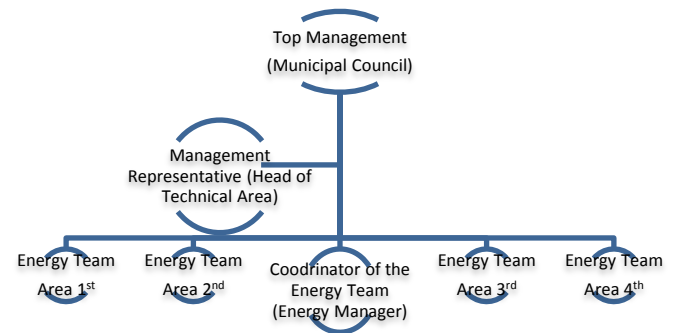 Top Management
(Municipal Council)
Management
Representative (Head of
Technical Area)
Energy Team
Area 1st
Energy Team
Area 2nd
Coodrinator of the
Energy Team
(Energy Manager)
Energy Team
Area 3rd
Energy Team
Area 4th